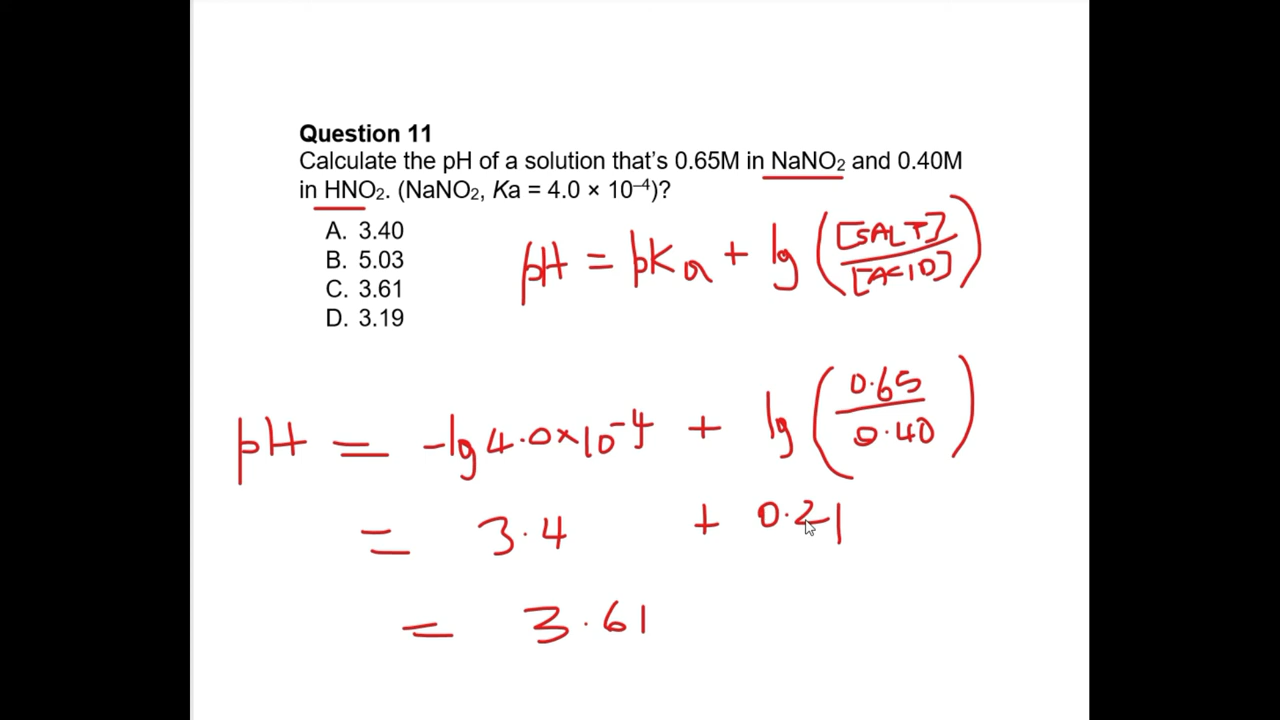 Question 11
Calculate the pH of a solution that's 0.65M in NaNO₂ and 0.40M
in HNO₂. (NaNO₂, Ka = 4.0 × 10⁻⁴)?
A. 3.40
B. 5.03
C. 3.61
D. 3.19
pH = pKa + lg ([SALT]/[ACID])
pH = -lg 4.0×10⁻⁴ + lg (0.65/0.40)
= 3.4 + 0.21
= 3.61